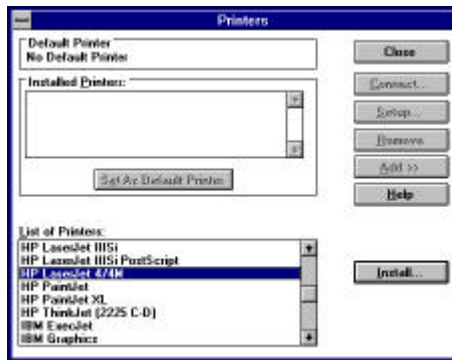 Printers
Default Printer
No Default Printer
Close
Installed Printers:
Connect...
Setup...
Remove
Set As Default Printer
Add >>
Help
List of Printers:
HP LaserJet IIISi
HP LaserJet IIISi PostScript
HP LaserJet 4/4M
HP PaintJet
HP PaintJet XL
HP ThinkJet (2225 C-D)
IBM ExecJet
IBM Graphics
Install...